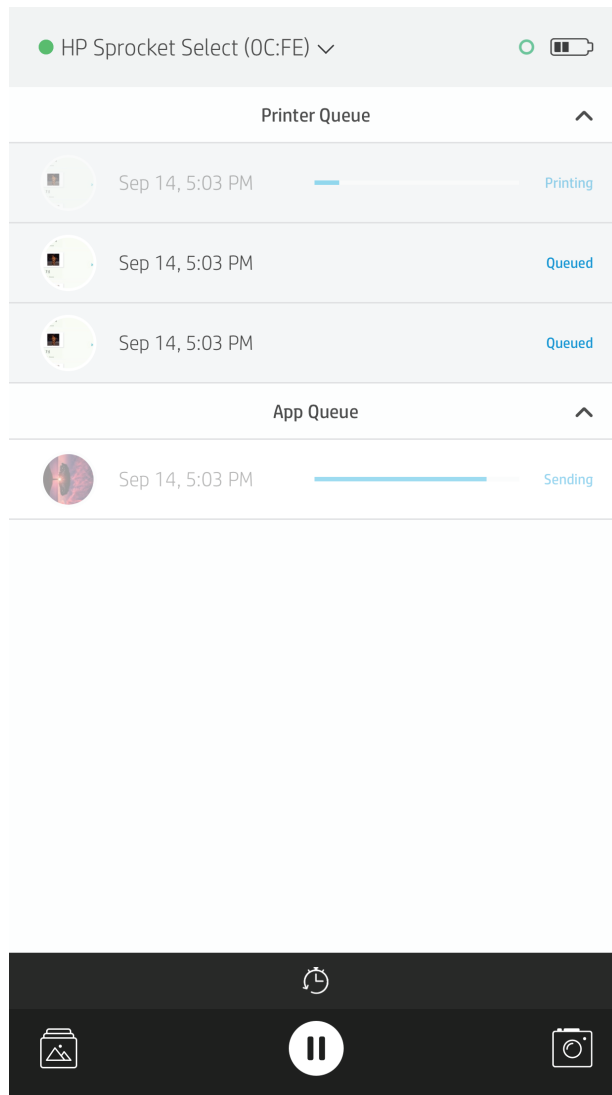 HP Sprocket Select (0C:FE)
Printer Queue
Sep 14, 5:03 PM Printing
Sep 14, 5:03 PM Queued
Sep 14, 5:03 PM Queued
App Queue
Sep 14, 5:03 PM Sending